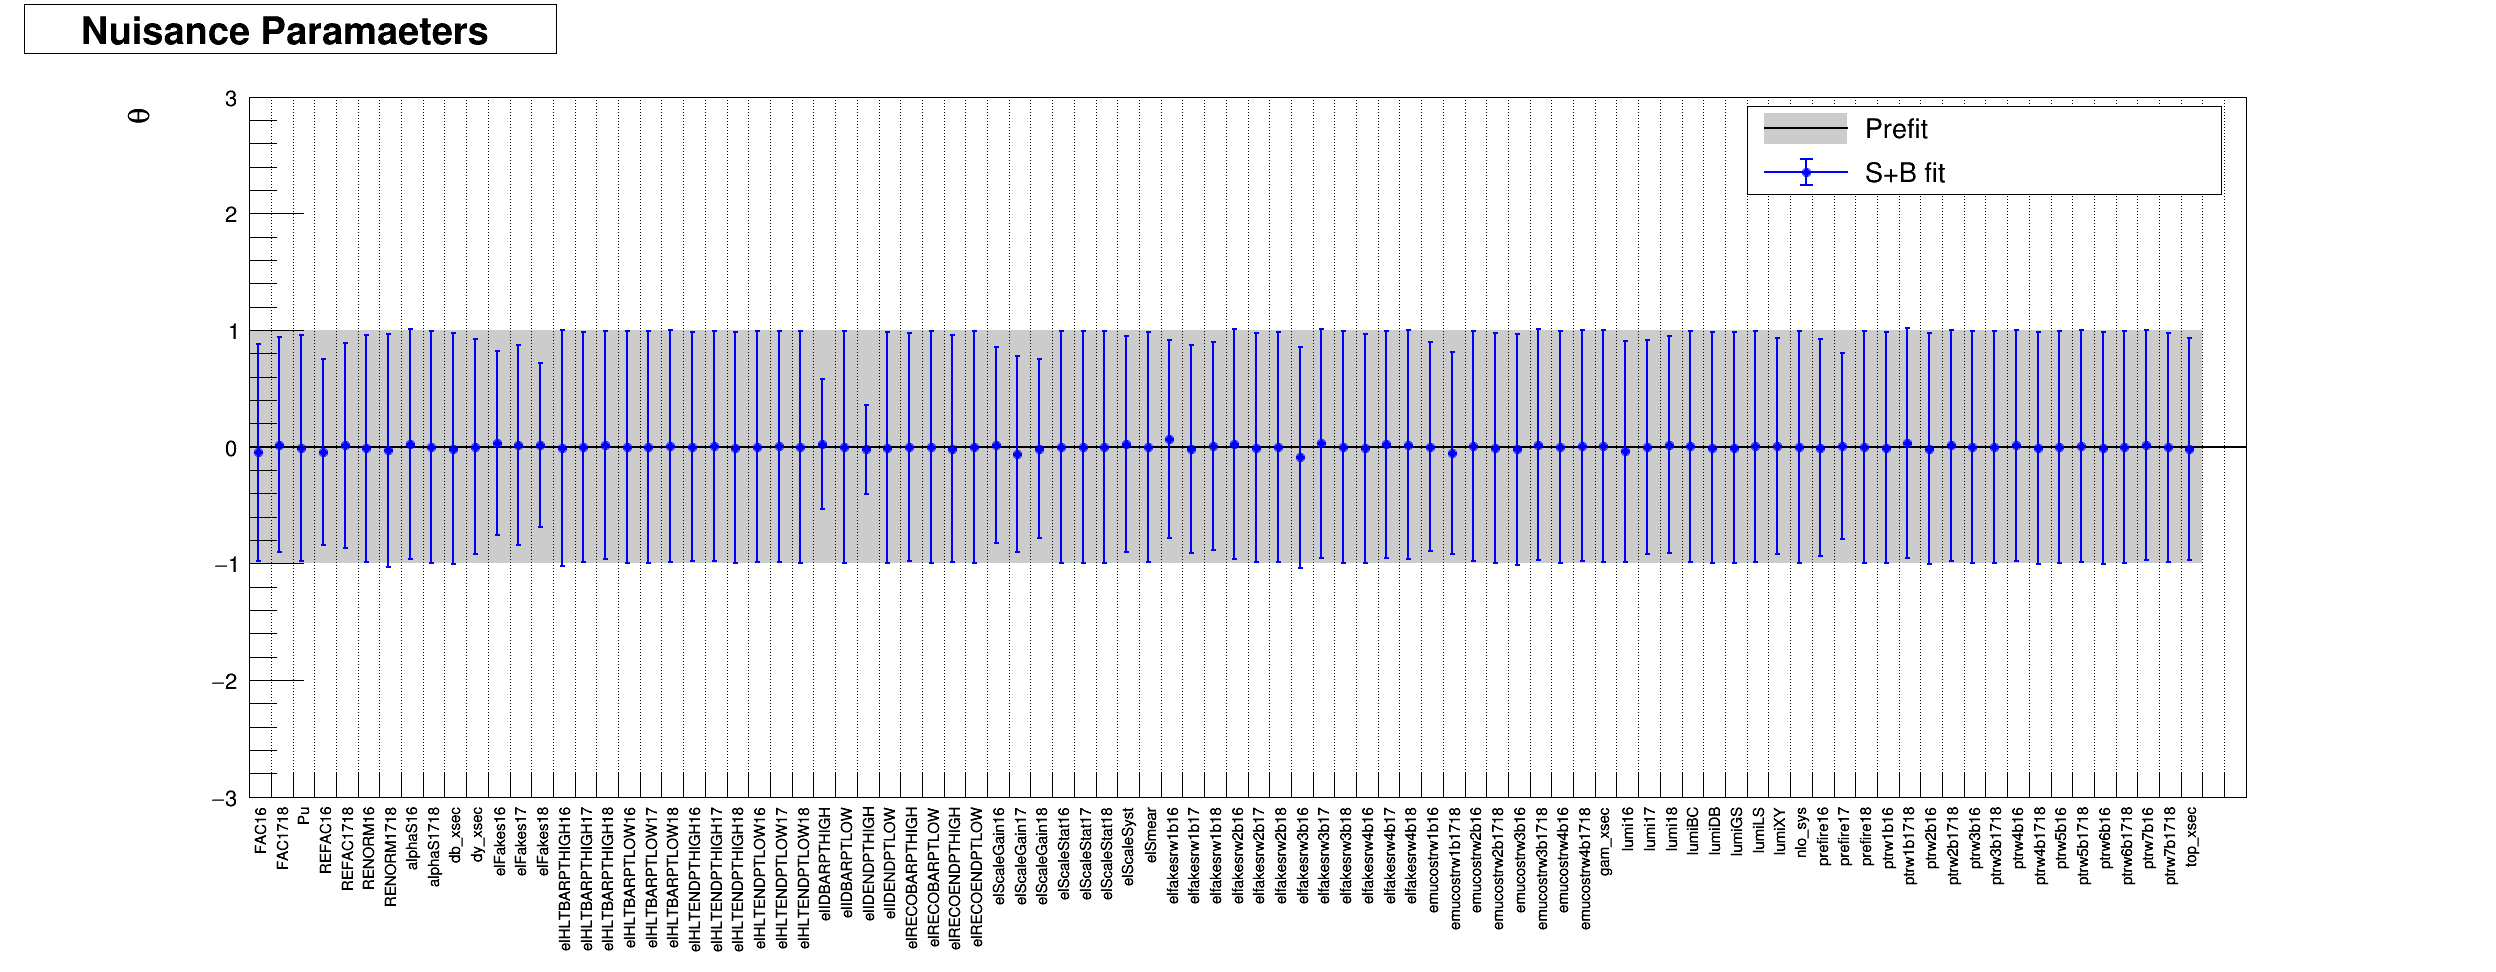 Nuisance Paramaeters
θ
3
2
1
0
−1
−2
−3
Prefit
S+B fit
FAC16
FAC1718
Pu
REFAC16
REFAC1718
RENORM16
RENORM1718
alphaS16
alphaS1718
db_xsec
dy_xsec
elFakes16
elFakes17
elFakes18
elHLTBARPTHIGH16
elHLTBARPTHIGH17
elHLTBARPTHIGH18
elHLTBARPTLOW16
elHLTBARPTLOW17
elHLTBARPTLOW18
elHLTENDPTHIGH16
elHLTENDPTHIGH17
elHLTENDPTHIGH18
elHLTENDPTLOW16
elHLTENDPTLOW17
elHLTENDPTLOW18
elIDBARPTHIGH
elIDBARPTLOW
elIDENDPTHIGH
elIDENDPTLOW
elRECOBARPTHIGH
elRECOBARPTLOW
elRECOENDPTHIGH
elRECOENDPTLOW
elScaleGain16
elScaleGain17
elScaleGain18
elScaleStat16
elScaleStat17
elScaleStat18
elScaleSyst
elSmear
elfakesrw1b16
elfakesrw1b17
elfakesrw1b18
elfakesrw2b16
elfakesrw2b17
elfakesrw2b18
elfakesrw3b16
elfakesrw3b17
elfakesrw3b18
elfakesrw4b16
elfakesrw4b17
elfakesrw4b18
emucostrw1b16
emucostrw1b1718
emucostrw2b16
emucostrw2b1718
emucostrw3b16
emucostrw3b1718
emucostrw4b16
emucostrw4b1718
gam_xsec
lumi16
lumi17
lumi18
lumiBC
lumiDB
lumiGS
lumiLS
lumiXY
nlo_sys
prefire16
prefire17
prefire18
ptrw1b16
ptrw1b1718
ptrw2b16
ptrw2b1718
ptrw3b16
ptrw3b1718
ptrw4b16
ptrw4b1718
ptrw5b16
ptrw5b1718
ptrw6b16
ptrw6b1718
ptrw7b16
ptrw7b1718
top_xsec